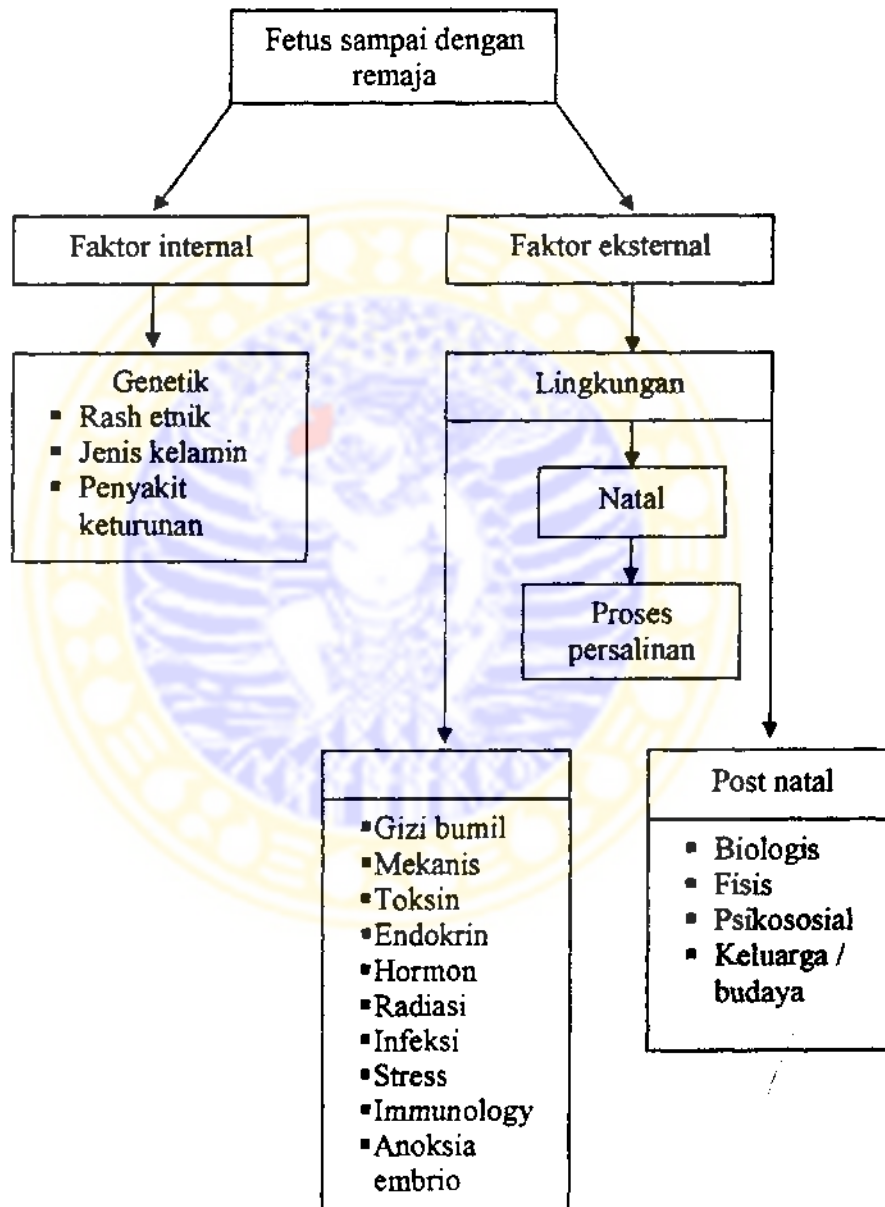 Fetus sampai dengan
remaja
Faktor internal
Faktor eksternal
Genetik
▪ Rash etnik
▪ Jenis kelamin
▪ Penyakit
keturunan
Lingkungan
Natal
Proses
persalinan
▪Gizi bumil
▪Mekanis
▪Toksin
▪Endokrin
▪Hormon
▪Radiasi
▪Infeksi
▪Stress
▪Immunology
▪Anoksia
embrio
Post natal
▪ Biologis
▪ Fisis
▪ Psikososial
▪ Keluarga /
budaya